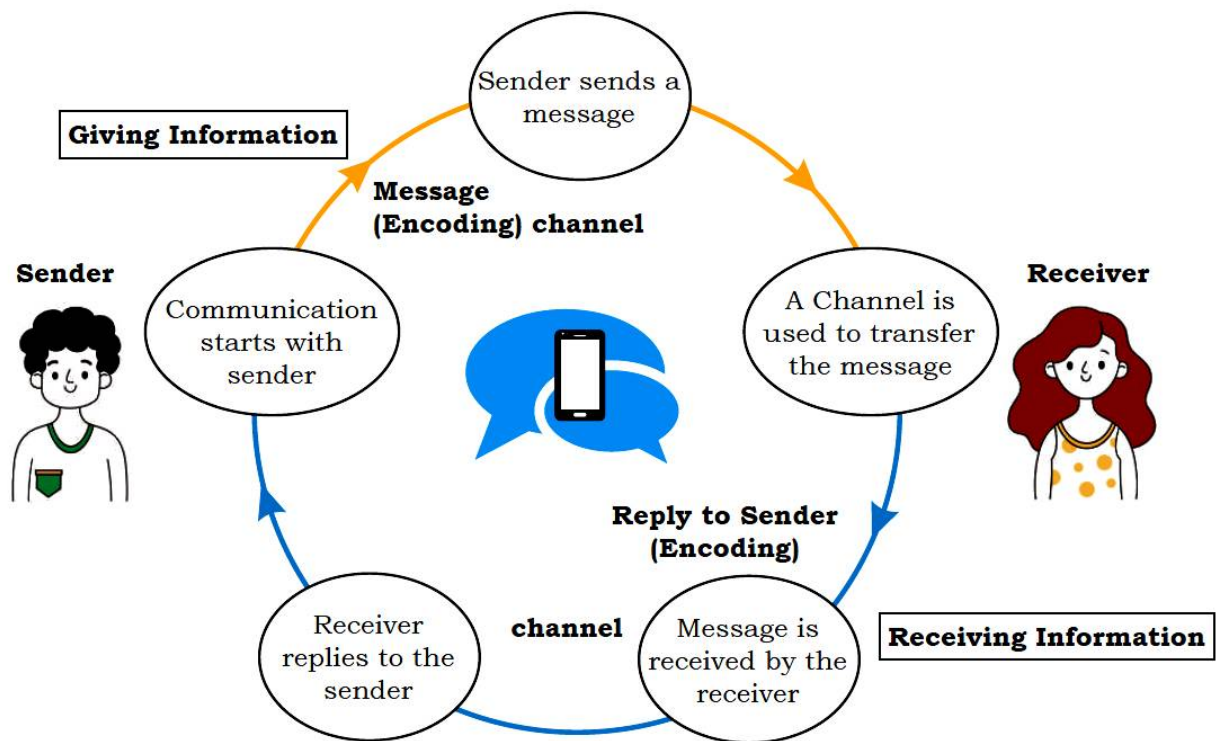 Sender sends a
message
Giving Information
Message
(Encoding) channel
Sender
Communication
starts with
sender
A Channel is
used to transfer
the message
Receiver
Reply to Sender
(Encoding)
Receiver
replies to the
sender
channel
Message is
received by the
receiver
Receiving Information